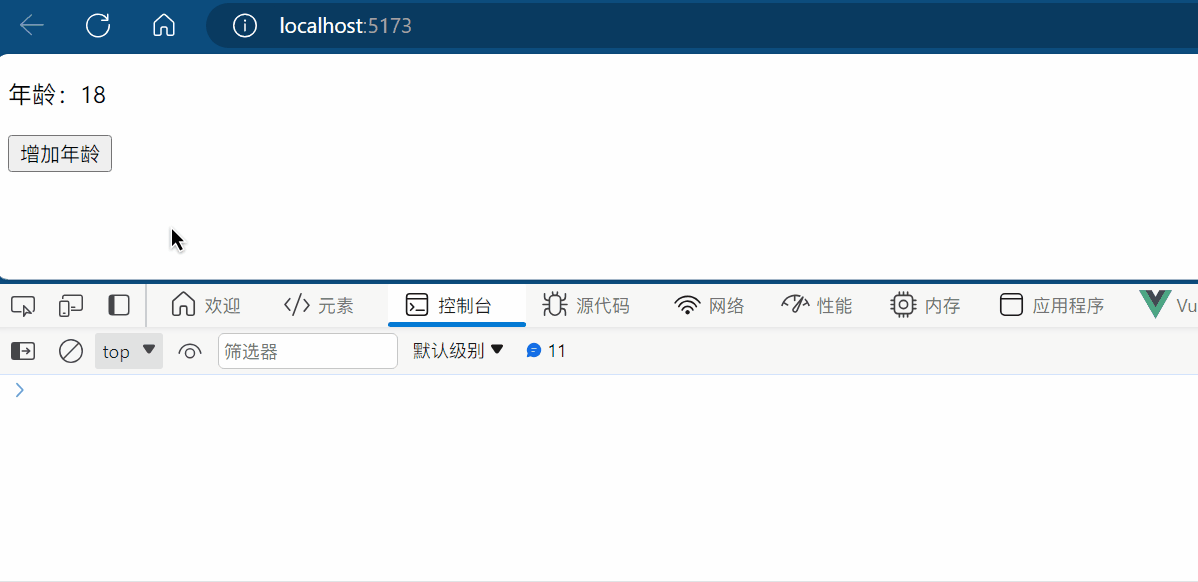 localhost:5173
年龄：18
增加年龄
欢迎 元素 控制台 源代码 网络 性能 内存 应用程序 Vu
top 筛选器 默认级别 11